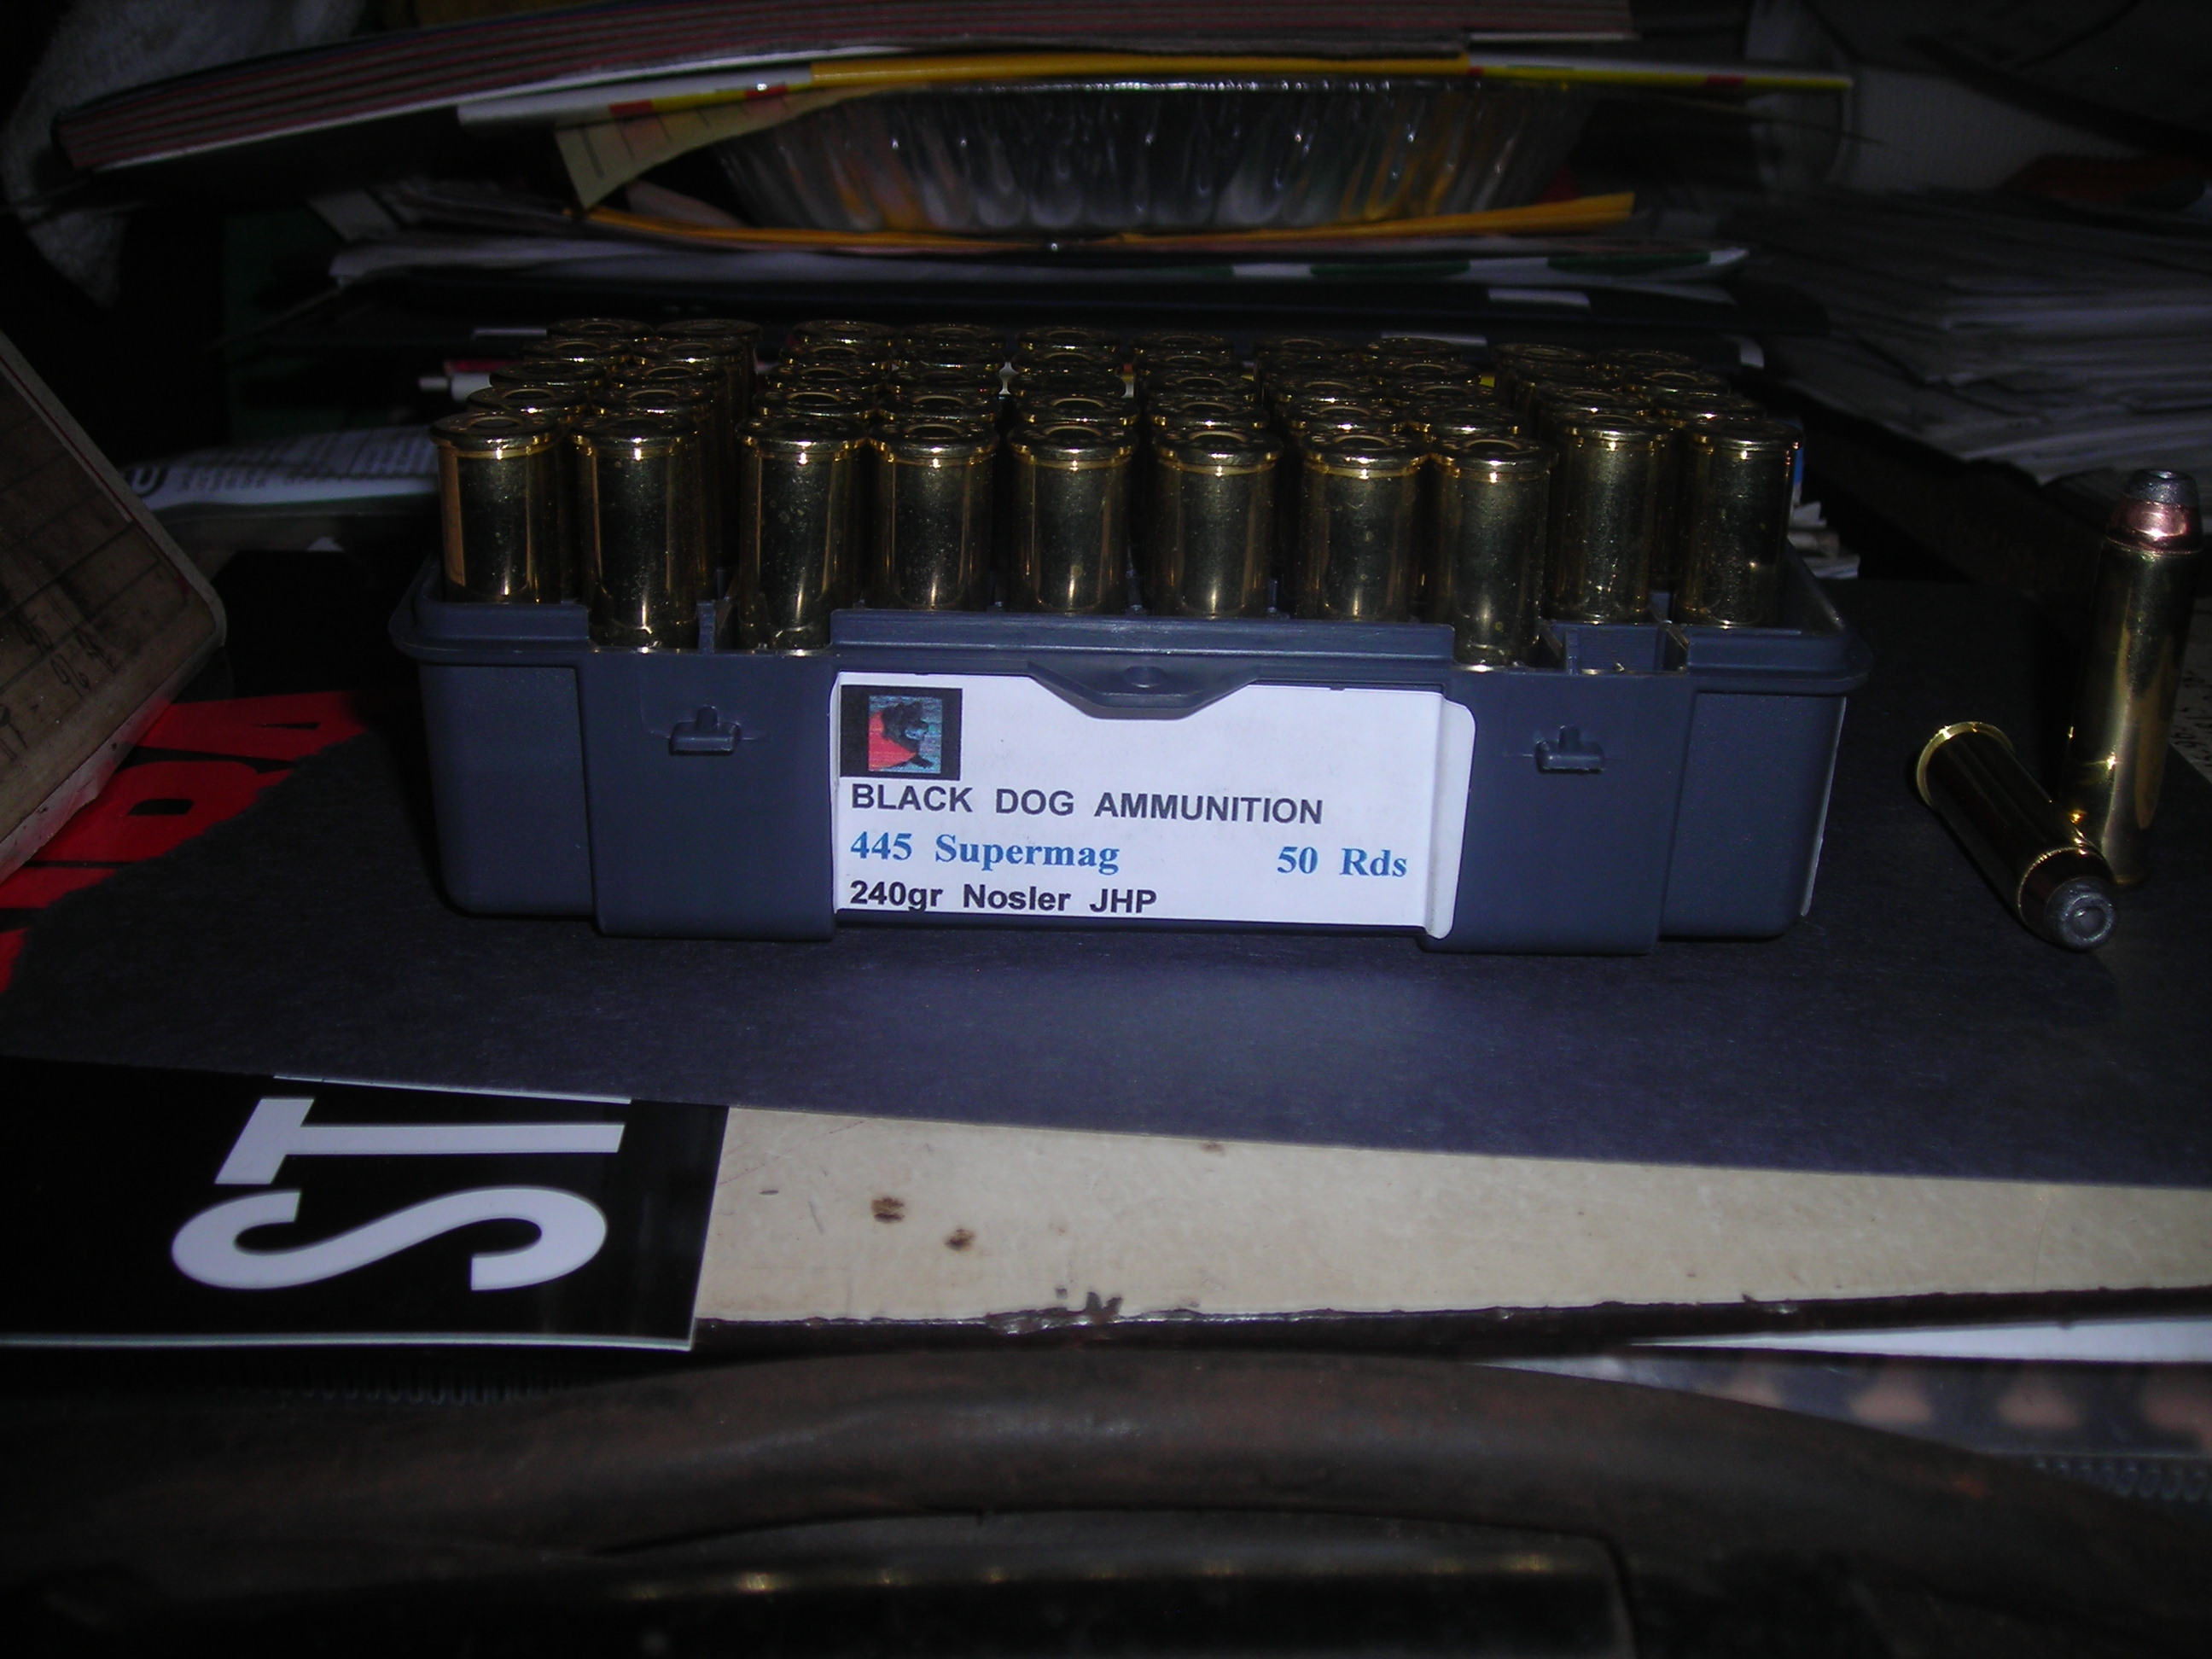 BLACK DOG AMMUNITION
445 Supermag 50 Rds
240gr Nosler JHP
ST